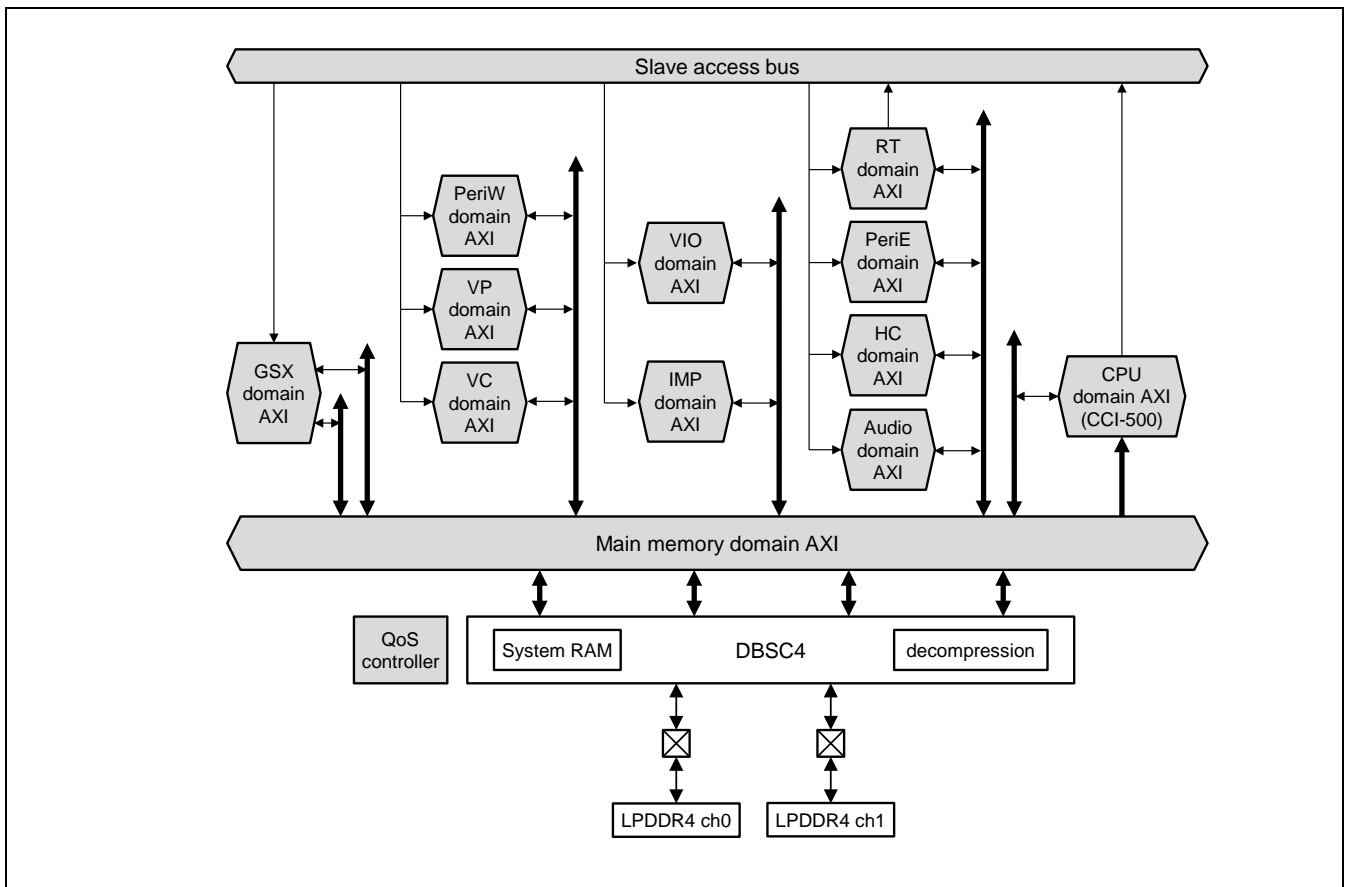 Slave access bus
RT
domain
AXI
PeriW
domain
AXI
VIO
domain
AXI
PeriE
domain
AXI
VP
domain
AXI
HC
domain
AXI
GSX
domain
AXI
VC
domain
AXI
IMP
domain
AXI
CPU
domain AXI
(CCI-500)
Audio
domain
AXI
Main memory domain AXI
QoS
controller
System RAM
DBSC4
decompression
LPDDR4 ch0
LPDDR4 ch1